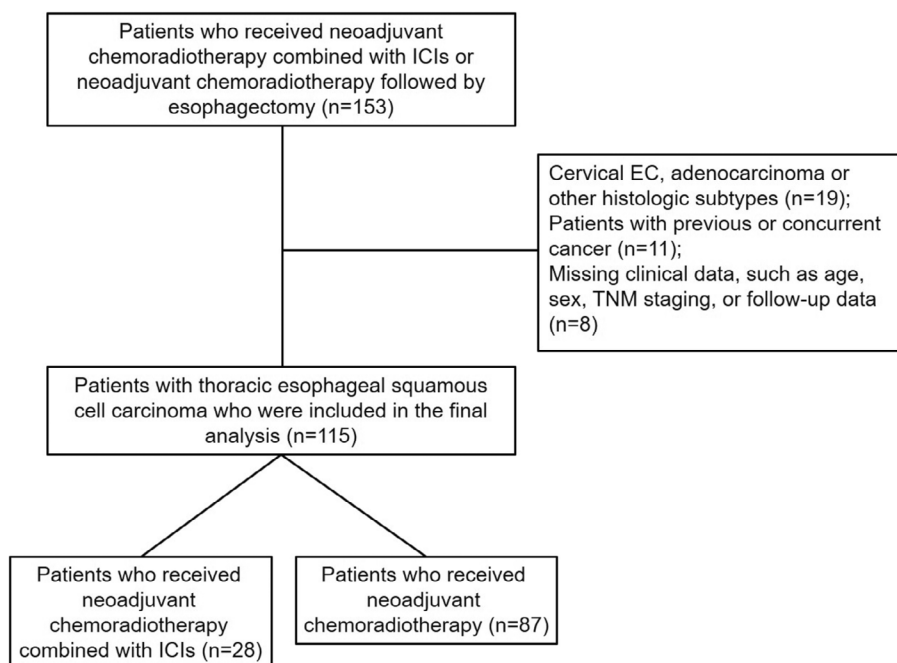 Patients who received neoadjuvant
chemoradiotherapy combined with ICIs or
neoadjuvant chemoradiotherapy followed by
esophagectomy (n=153)
Cervical EC, adenocarcinoma or
other histologic subtypes (n=19);
Patients with previous or concurrent
cancer (n=11);
Missing clinical data, such as age,
sex, TNM staging, or follow-up data
(n=8)
Patients with thoracic esophageal squamous
cell carcinoma who were included in the final
analysis (n=115)
Patients who received
neoadjuvant
chemoradiotherapy
combined with ICIs (n=28)
Patients who received
neoadjuvant
chemoradiotherapy (n=87)